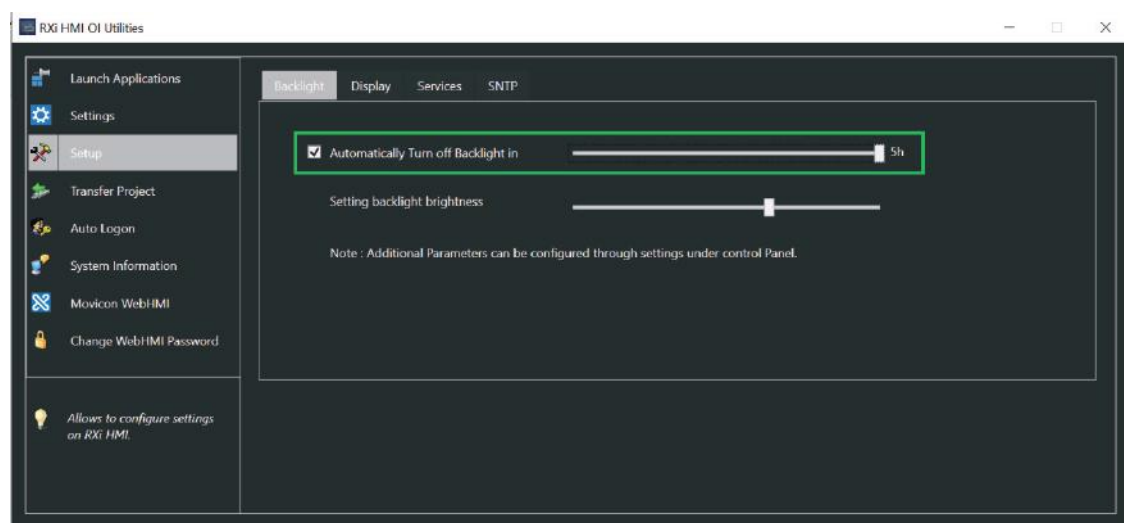 RXi HMI OI Utilities
Launch Applications
Settings
Setup
Transfer Project
Auto Logon
System Information
Movicon WebHMI
Change WebHMI Password
Allows to configure settings
on RXi HMI.
Backlight Display Services SNTP
Automatically Turn off Backlight in 5h
Setting backlight brightness
Note : Additional Parameters can be configured through settings under control Panel.